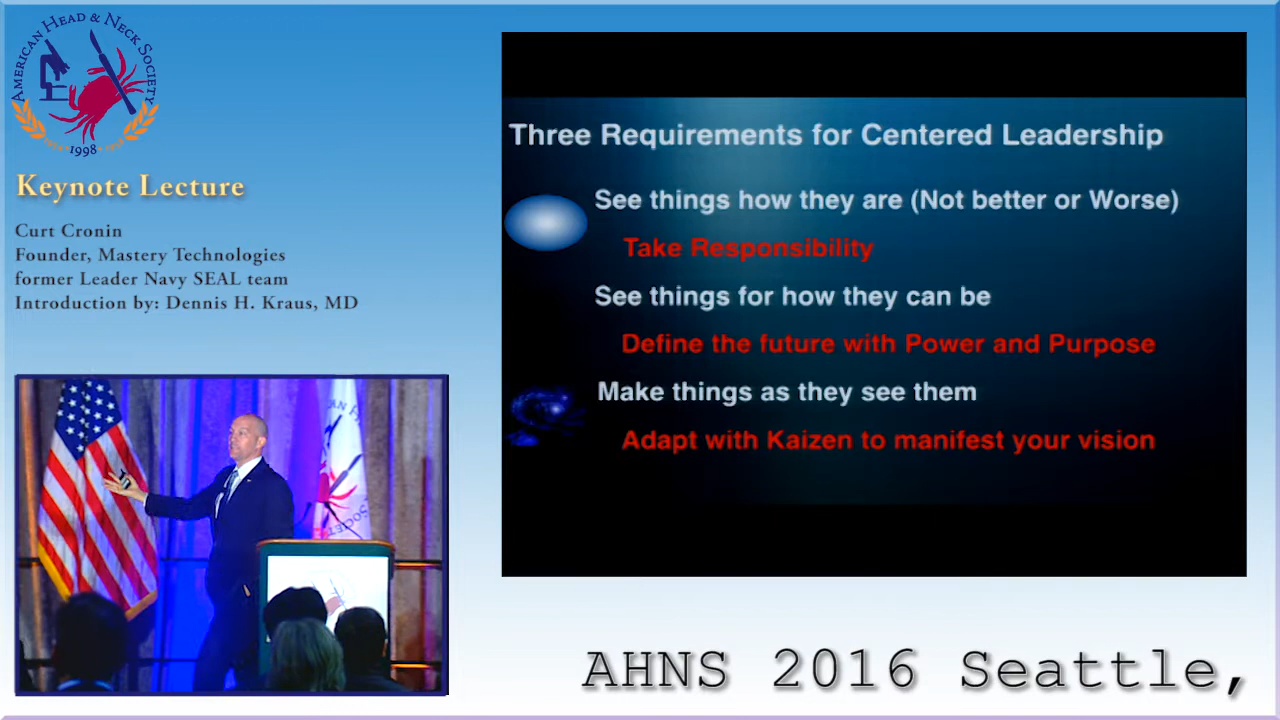 AMERICAN HEAD & NECK SOCIETY
1998
Keynote Lecture
Curt Cronin
Founder, Mastery Technologies
former Leader Navy SEAL team
Introduction by: Dennis H. Kraus, MD
Three Requirements for Centered Leadership
See things how they are (Not better or Worse)
Take Responsibility
See things for how they can be
Define the future with Power and Purpose
Make things as they see them
Adapt with Kaizen to manifest your vision
AHNS 2016 Seattle,